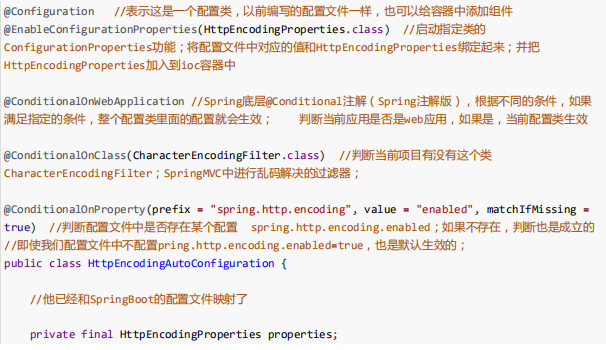 @Configuration //表示这是一个配置类，以前编写的配置文件一样，也可以给容器中添加组件
@EnableConfigurationProperties(HttpEncodingProperties.class) //启动指定类的
ConfigurationProperties功能；将配置文件中对应的值和HttpEncodingProperties绑定起来；并把
HttpEncodingProperties加入到ioc容器中
@ConditionalOnWebApplication //Spring底层@Conditional注解（Spring注解版），根据不同的条件，如果
满足指定的条件，整个配置类里面的配置就会生效； 判断当前应用是否是web应用，如果是，当前配置类生效
@ConditionalOnClass(CharacterEncodingFilter.class) //判断当前项目有没有这个类
CharacterEncodingFilter；SpringMVC中进行乱码解决的过滤器；
@ConditionalOnProperty(prefix = "spring.http.encoding", value = "enabled", matchIfMissing =
true) //判断配置文件中是否存在某个配置 spring.http.encoding.enabled；如果不存在，判断也是成立的
//即使我们配置文件中不配置pring.http.encoding.enabled=true，也是默认生效的；
public class HttpEncodingAutoConfiguration {
//他已经和SpringBoot的配置文件映射了
private final HttpEncodingProperties properties;